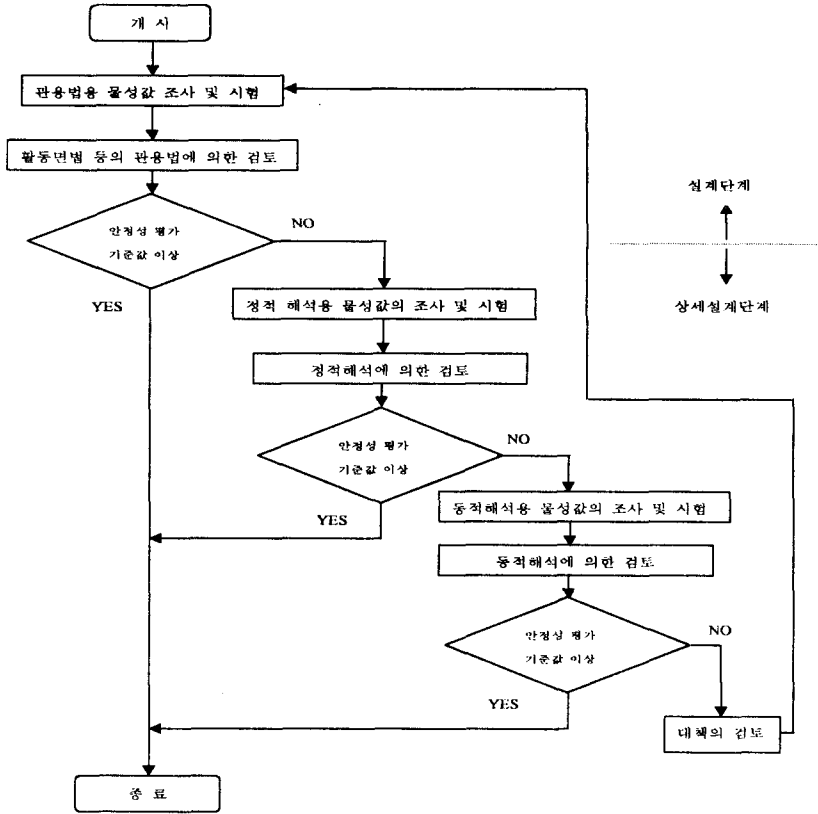 개 시
관용법용 물성값 조사 및 시험
활동면법 등의 관용법에 의한 검토
안정성 평가
기준값 이상
NO
YES
설계단계
상세설계단계
정적 해석용 물성값의 조사 및 시험
정적해석에 의한 검토
안정성 평가
기준값 이상
NO
YES
동적해석용 물성값의 조사 및 시험
동적해석에 의한 검토
안정성 평가
기준값 이상
NO
YES
대책의 검토
종 료